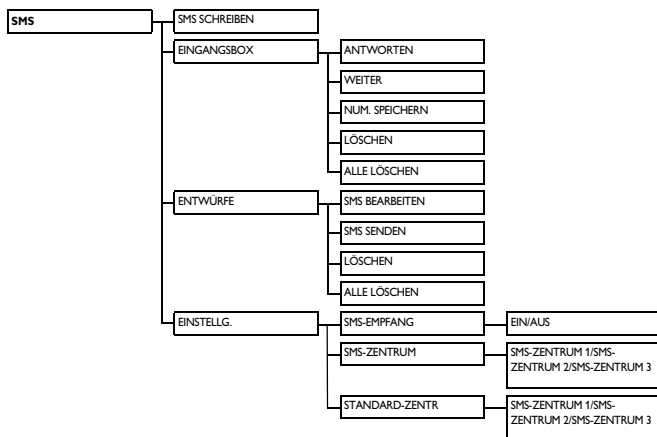 SMS
SMS SCHREIBEN
EINGANGSBOX
ANTWORTEN
WEITER
NUM. SPEICHERN
LÖSCHEN
ALLE LÖSCHEN
ENTWÜRFE
SMS BEARBEITEN
SMS SENDEN
LÖSCHEN
ALLE LÖSCHEN
EINSTELLG.
SMS-EMPFANG
EIN/AUS
SMS-ZENTRUM
SMS-ZENTRUM 1/SMS-
ZENTRUM 2/SMS-ZENTRUM 3
STANDARD-ZENTR
SMS-ZENTRUM 1/SMS-
ZENTRUM 2/SMS-ZENTRUM 3